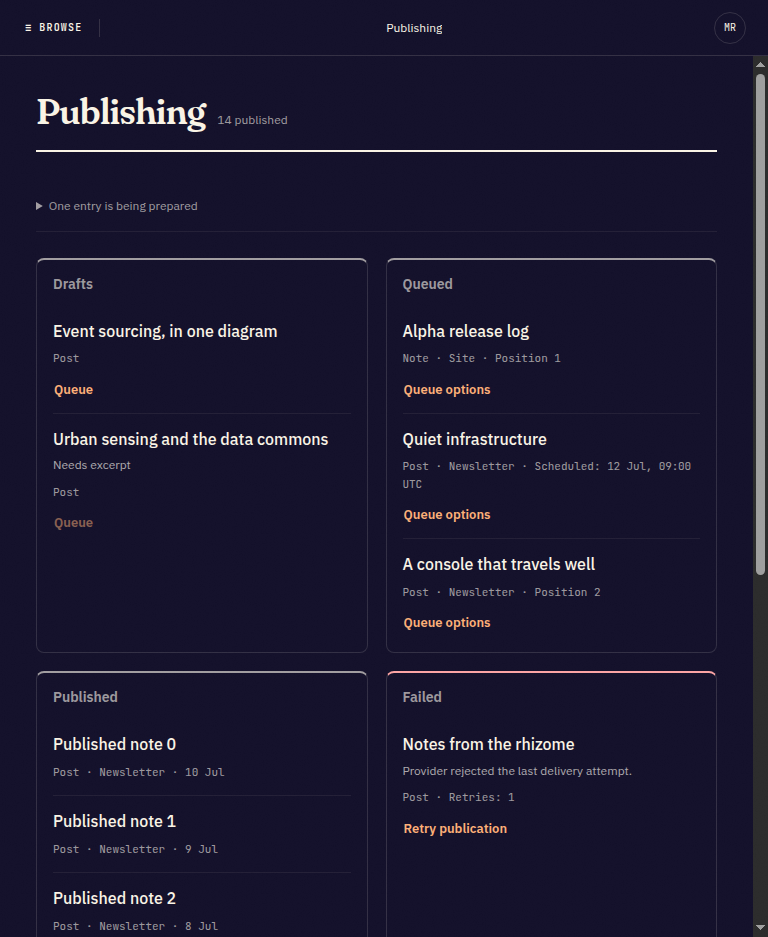 ≡ BROWSE
Publishing
MR
Publishing 14 published
▶ One entry is being prepared
Drafts
Event sourcing, in one diagram
Post
Queue
Urban sensing and the data commons
Needs excerpt
Post
Queue
Queued
Alpha release log
Note · Site · Position 1
Queue options
Quiet infrastructure
Post · Newsletter · Scheduled: 12 Jul, 09:00
UTC
Queue options
A console that travels well
Post · Newsletter · Position 2
Queue options
Published
Published note 0
Post · Newsletter · 10 Jul
Published note 1
Post · Newsletter · 9 Jul
Published note 2
Post · Newsletter · 8 Jul
Failed
Notes from the rhizome
Provider rejected the last delivery attempt.
Post · Retries: 1
Retry publication